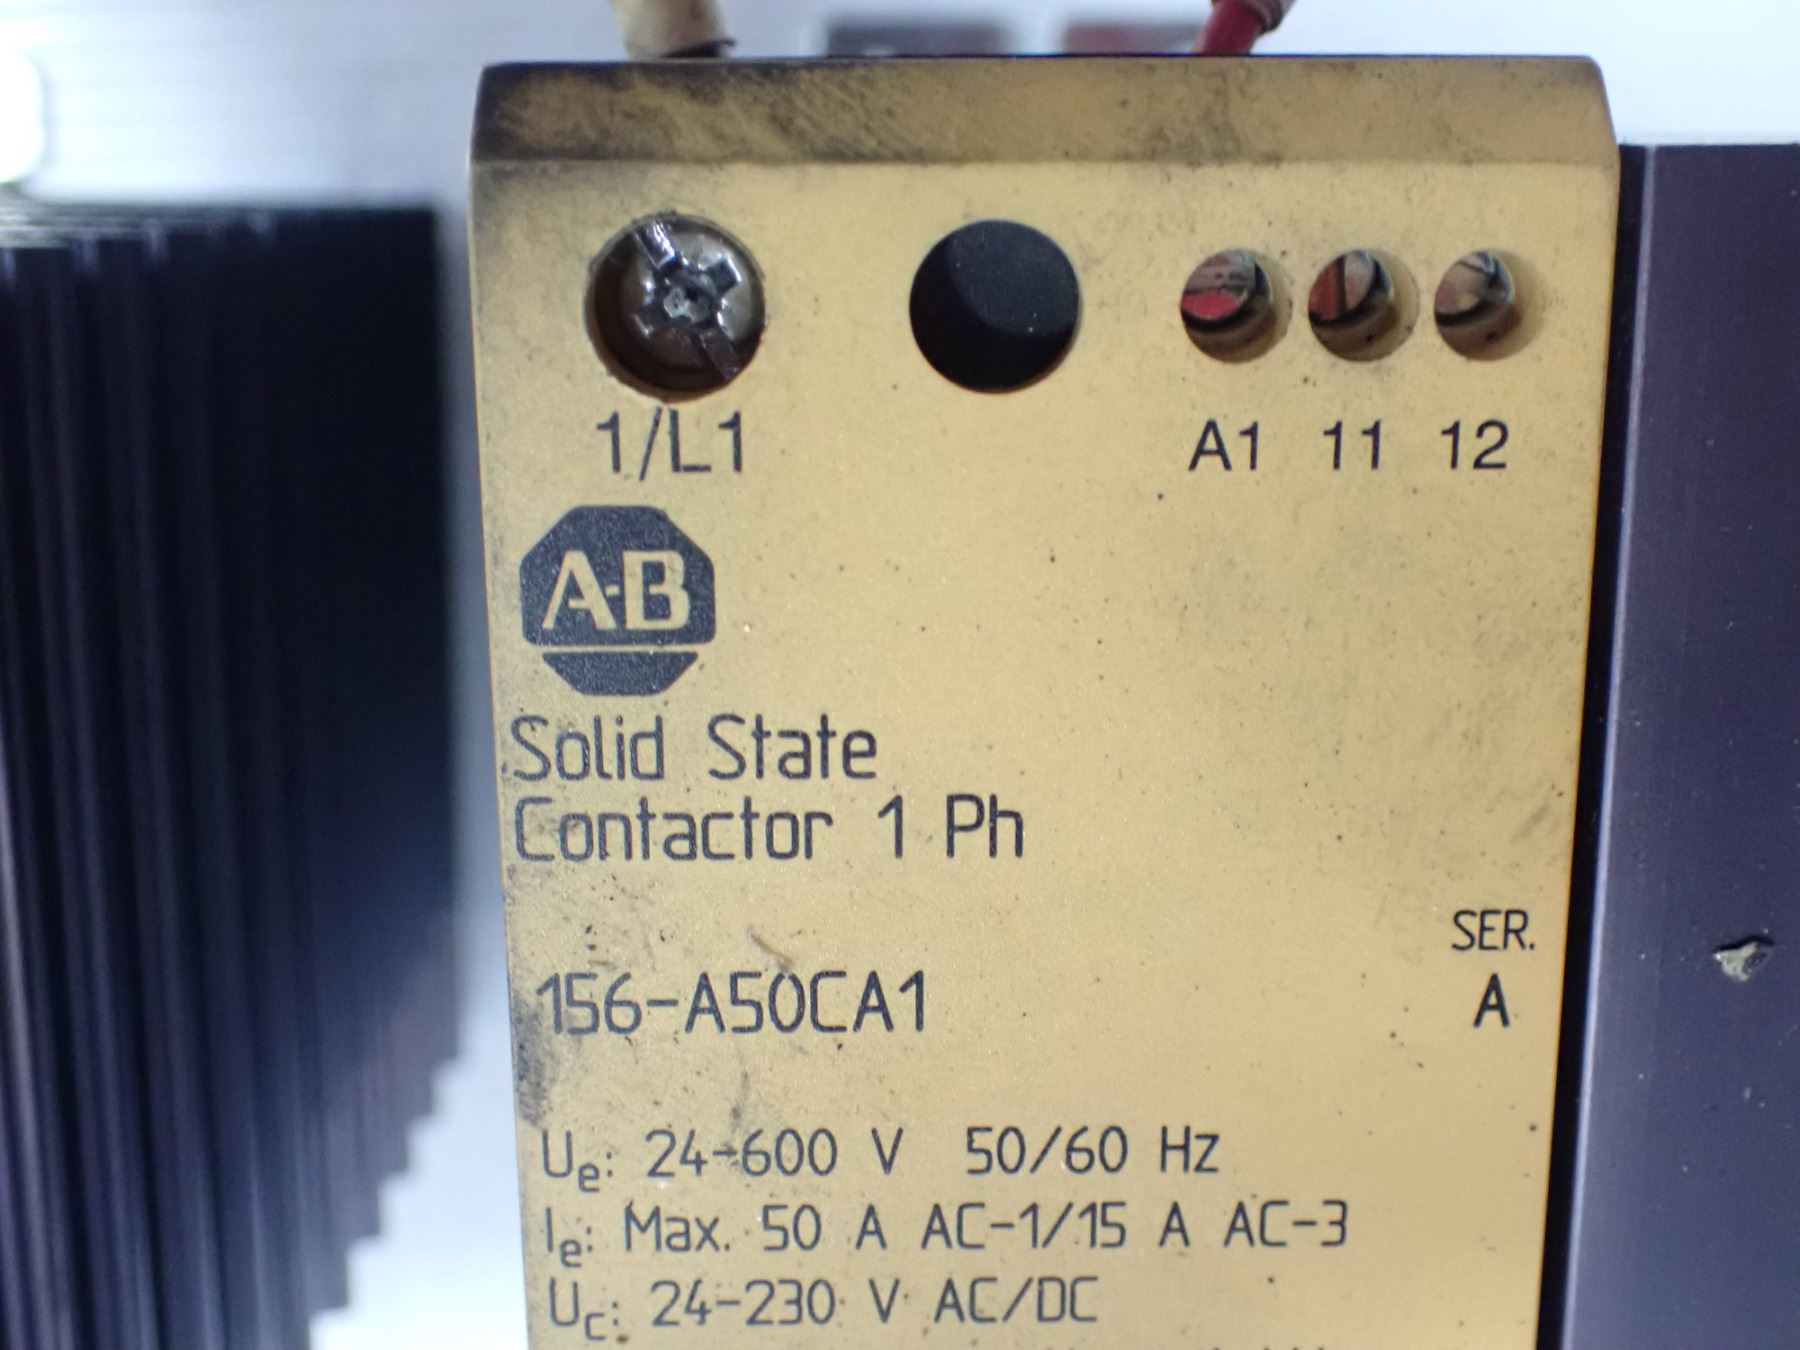 1/L1 A1 11 12
A-B
Solid State
Contactor 1 Ph
SER.
156-A50CA1 A
Ue: 24-600 V 50/60 Hz
Ie: Max. 50 A AC-1/15 A AC-3
Uc: 24-230 V AC/DC